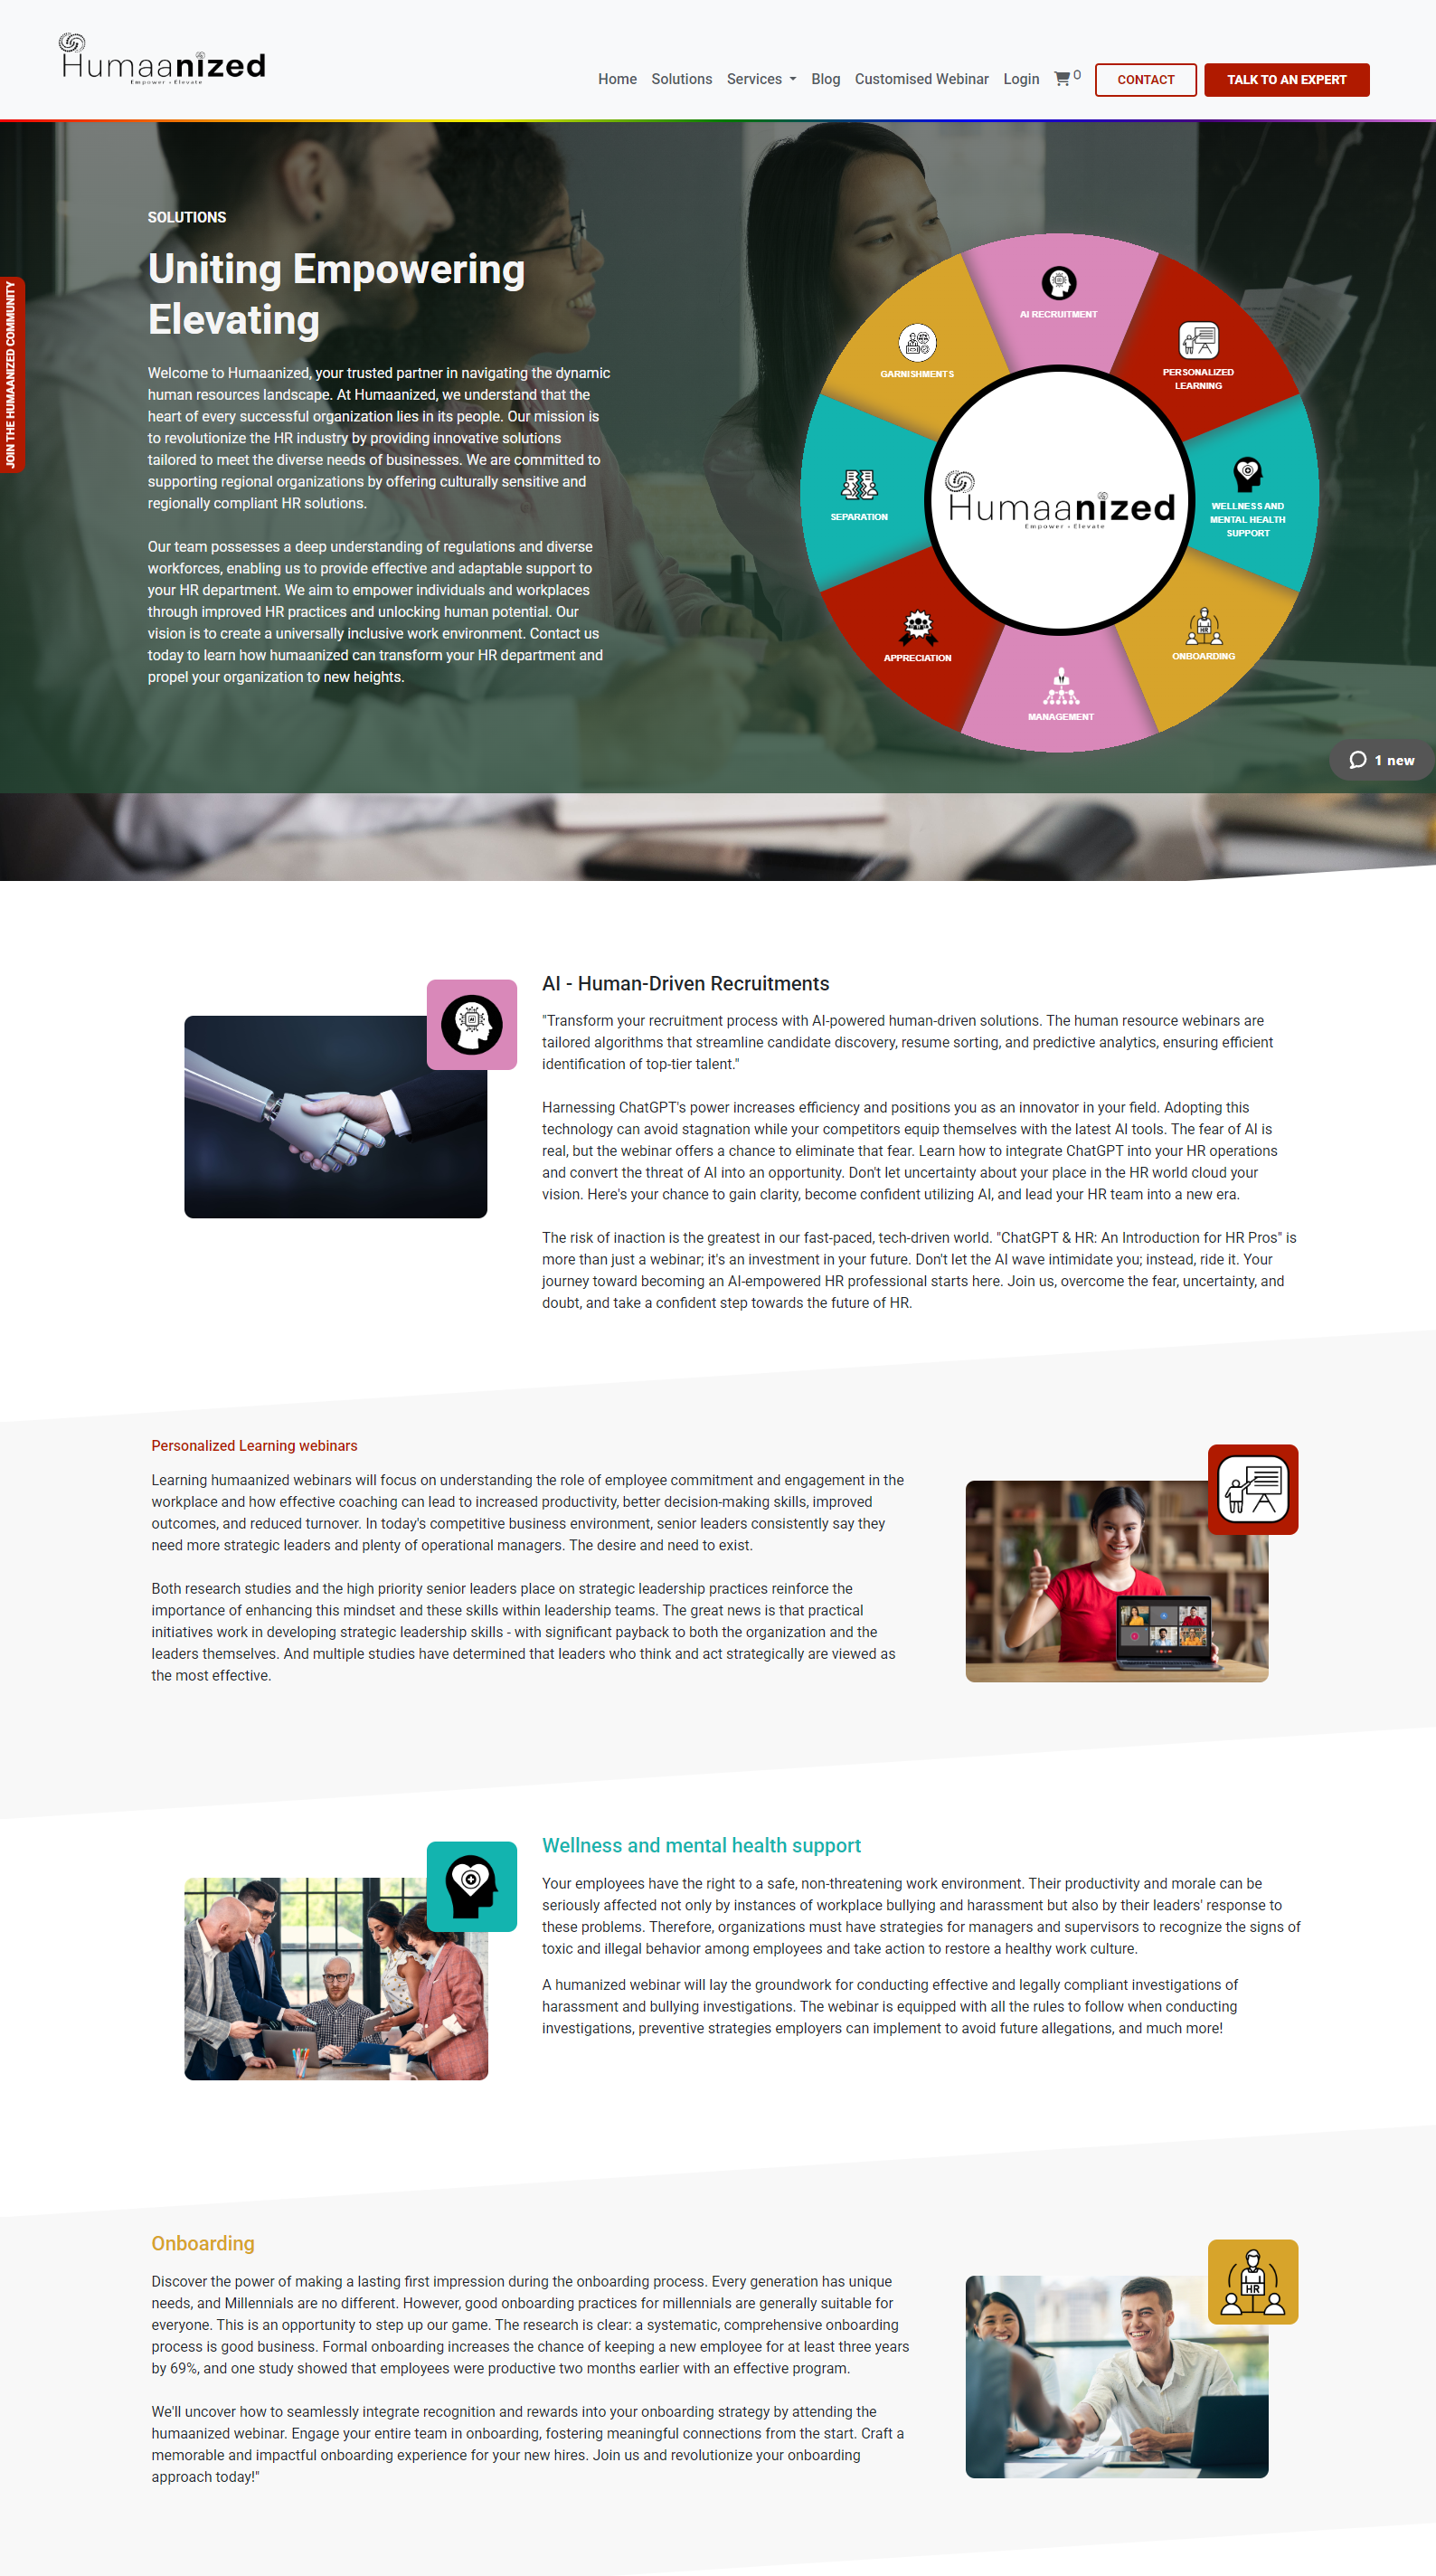 Humaanized
Empower - Elevate
Home Solutions Services Blog Customised Webinar Login 0 CONTACT TALK TO AN EXPERT
JOIN THE HUMAANIZED COMMUNITY
SOLUTIONS
Uniting Empowering
Elevating
Welcome to Humaanized, your trusted partner in navigating the dynamic
human resources landscape. At Humaanized, we understand that the
heart of every successful organization lies in its people. Our mission is
to revolutionize the HR industry by providing innovative solutions
tailored to meet the diverse needs of businesses. We are committed to
supporting regional organizations by offering culturally sensitive and
regionally compliant HR solutions.
Our team possesses a deep understanding of regulations and diverse
workforces, enabling us to provide effective and adaptable support to
your HR department. We aim to empower individuals and workplaces
through improved HR practices and unlocking human potential. Our
vision is to create a universally inclusive work environment. Contact us
today to learn how humaanized can transform your HR department and
propel your organization to new heights.
AI RECRUITMENT
PERSONALIZED
LEARNING
WELLNESS AND
MENTAL HEALTH
SUPPORT
HR
ONBOARDING
MANAGEMENT
APPRECIATION
SEPARATION
GARNISHMENTS
Humaanized
Empower - Elevate
1 new
AI
AI - Human-Driven Recruitments
"Transform your recruitment process with AI-powered human-driven solutions. The human resource webinars are
tailored algorithms that streamline candidate discovery, resume sorting, and predictive analytics, ensuring efficient
identification of top-tier talent."
Harnessing ChatGPT's power increases efficiency and positions you as an innovator in your field. Adopting this
technology can avoid stagnation while your competitors equip themselves with the latest AI tools. The fear of AI is
real, but the webinar offers a chance to eliminate that fear. Learn how to integrate ChatGPT into your HR operations
and convert the threat of AI into an opportunity. Don't let uncertainty about your place in the HR world cloud your
vision. Here's your chance to gain clarity, become confident utilizing AI, and lead your HR team into a new era.
The risk of inaction is the greatest in our fast-paced, tech-driven world. "ChatGPT & HR: An Introduction for HR Pros" is
more than just a webinar; it's an investment in your future. Don't let the AI wave intimidate you; instead, ride it. Your
journey toward becoming an AI-empowered HR professional starts here. Join us, overcome the fear, uncertainty, and
doubt, and take a confident step towards the future of HR.
Personalized Learning webinars
Learning humaanized webinars will focus on understanding the role of employee commitment and engagement in the
workplace and how effective coaching can lead to increased productivity, better decision-making skills, improved
outcomes, and reduced turnover. In today's competitive business environment, senior leaders consistently say they
need more strategic leaders and plenty of operational managers. The desire and need to exist.
Both research studies and the high priority senior leaders place on strategic leadership practices reinforce the
importance of enhancing this mindset and these skills within leadership teams. The great news is that practical
initiatives work in developing strategic leadership skills - with significant payback to both the organization and the
leaders themselves. And multiple studies have determined that leaders who think and act strategically are viewed as
the most effective.
Wellness and mental health support
Your employees have the right to a safe, non-threatening work environment. Their productivity and morale can be
seriously affected not only by instances of workplace bullying and harassment but also by their leaders' response to
these problems. Therefore, organizations must have strategies for managers and supervisors to recognize the signs of
toxic and illegal behavior among employees and take action to restore a healthy work culture.
A humanized webinar will lay the groundwork for conducting effective and legally compliant investigations of
harassment and bullying investigations. The webinar is equipped with all the rules to follow when conducting
investigations, preventive strategies employers can implement to avoid future allegations, and much more!
Onboarding
Discover the power of making a lasting first impression during the onboarding process. Every generation has unique
needs, and Millennials are no different. However, good onboarding practices for millennials are generally suitable for
everyone. This is an opportunity to step up our game. The research is clear: a systematic, comprehensive onboarding
process is good business. Formal onboarding increases the chance of keeping a new employee for at least three years
by 69%, and one study showed that employees were productive two months earlier with an effective program.
We'll uncover how to seamlessly integrate recognition and rewards into your onboarding strategy by attending the
humaanized webinar. Engage your entire team in onboarding, fostering meaningful connections from the start. Craft a
memorable and impactful onboarding experience for your new hires. Join us and revolutionize your onboarding
approach today!"
HR